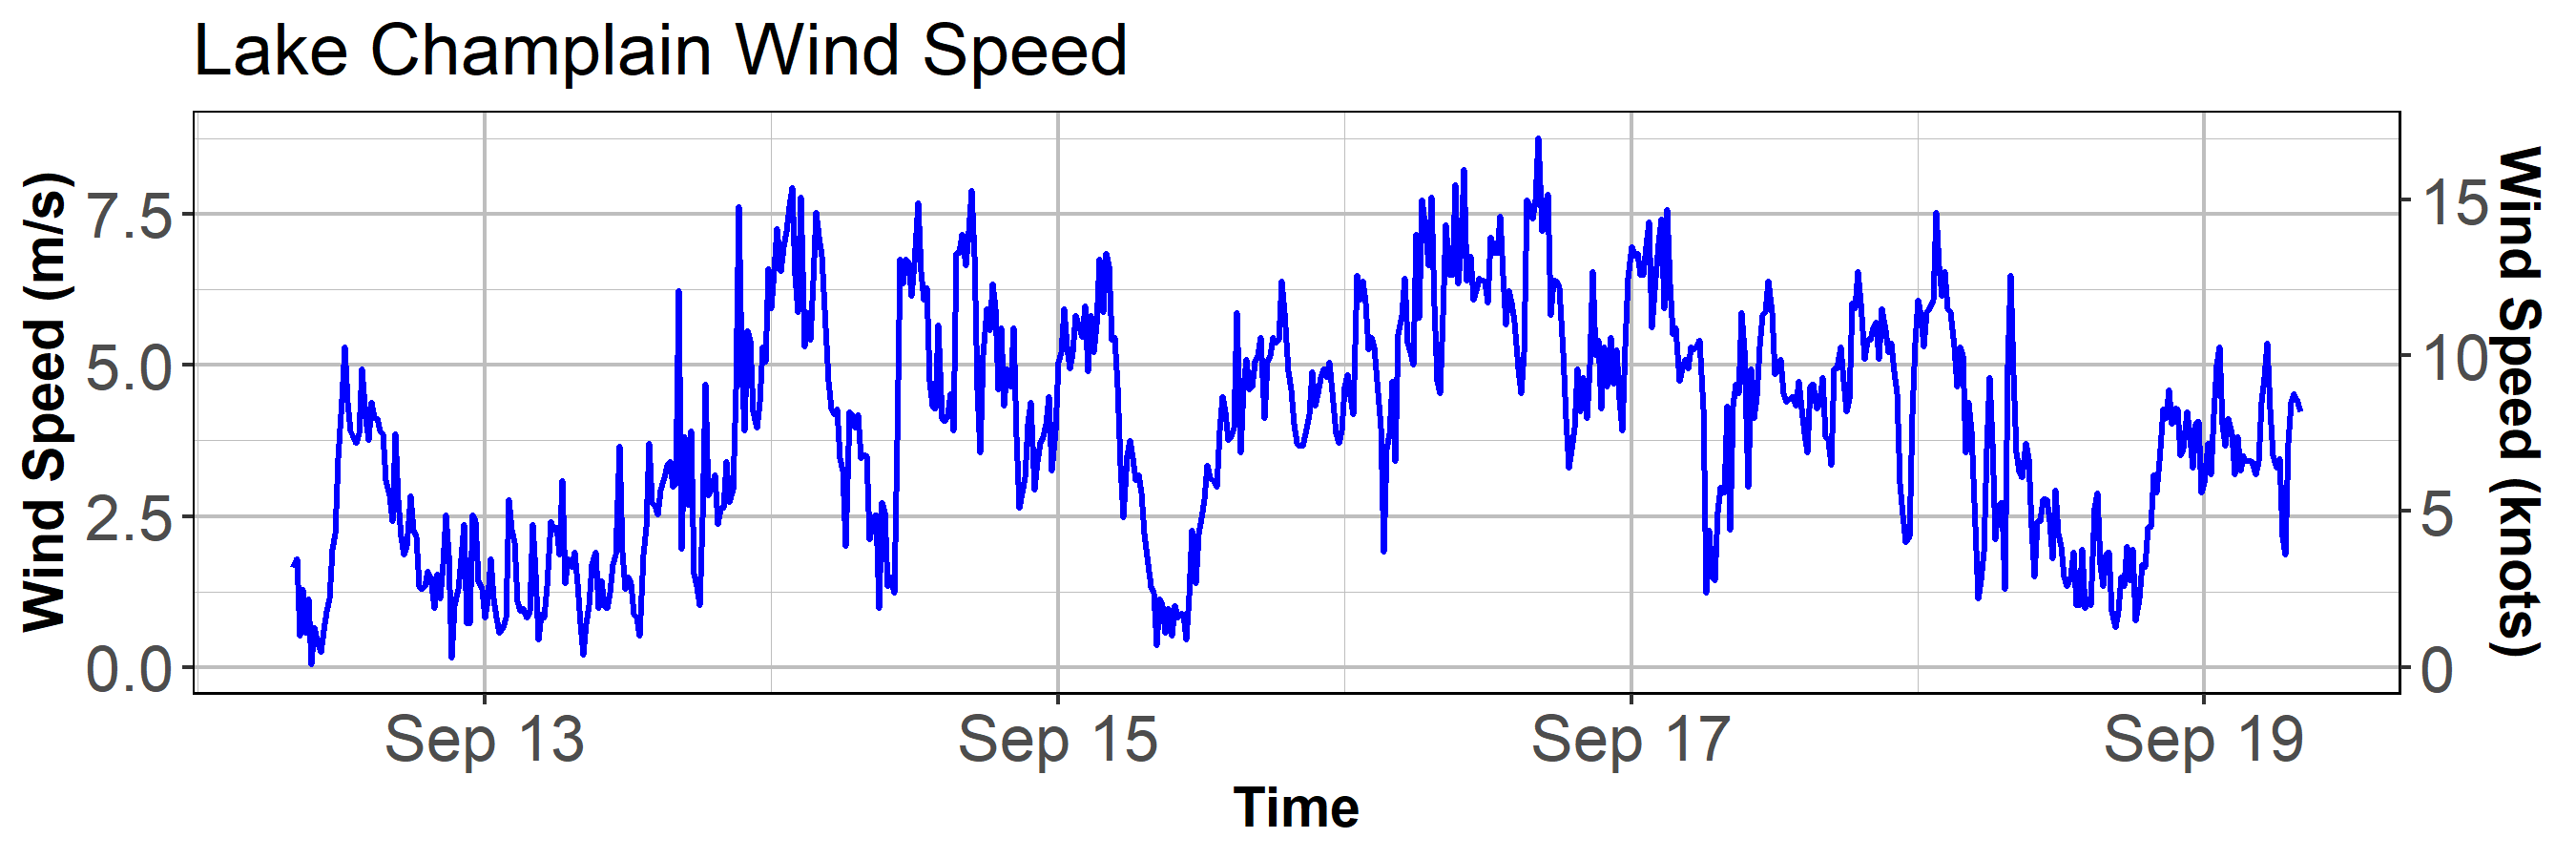 Lake Champlain Wind Speed
Wind Speed (m/s)
7.5
5.0
2.5
0.0
15
10
5
0
Wind Speed (knots)
Sep 13 Sep 15 Sep 17 Sep 19
Time